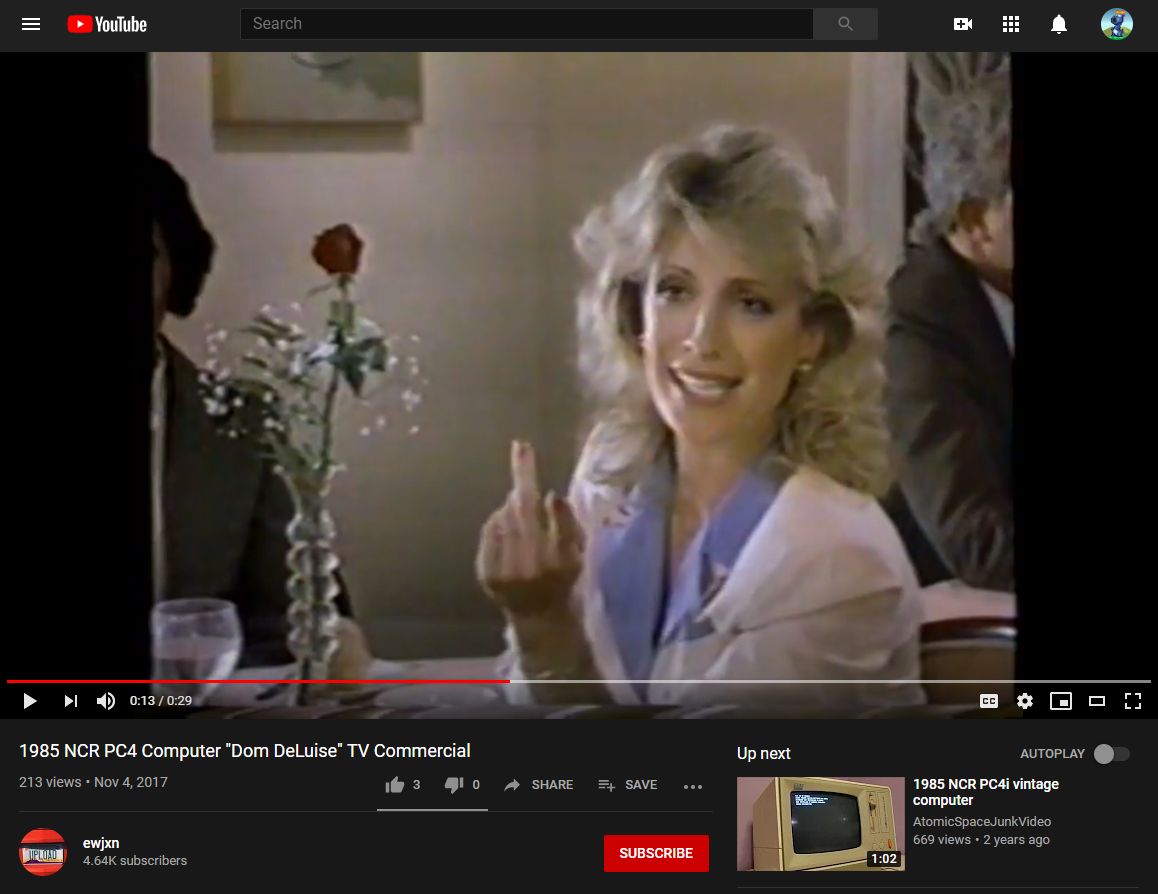 YouTube
Search
0:13 / 0:29
CC
1985 NCR PC4 Computer "Dom DeLuise" TV Commercial
213 views • Nov 4, 2017
3
0
SHARE
SAVE
ewjxn
4.64K subscribers
UPLOAD
SUBSCRIBE
Up next
AUTOPLAY
1985 NCR PC4i vintage
computer
AtomicSpaceJunkVideo
669 views • 2 years ago
1:02